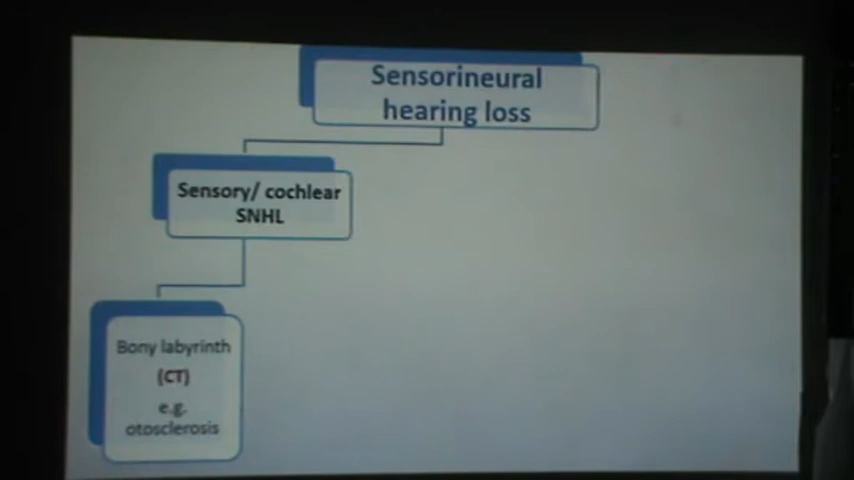 Sensorineural
hearing loss
Sensory/ cochlear
SNHL
Bony labyrinth
(CT)
e.g.
otosclerosis